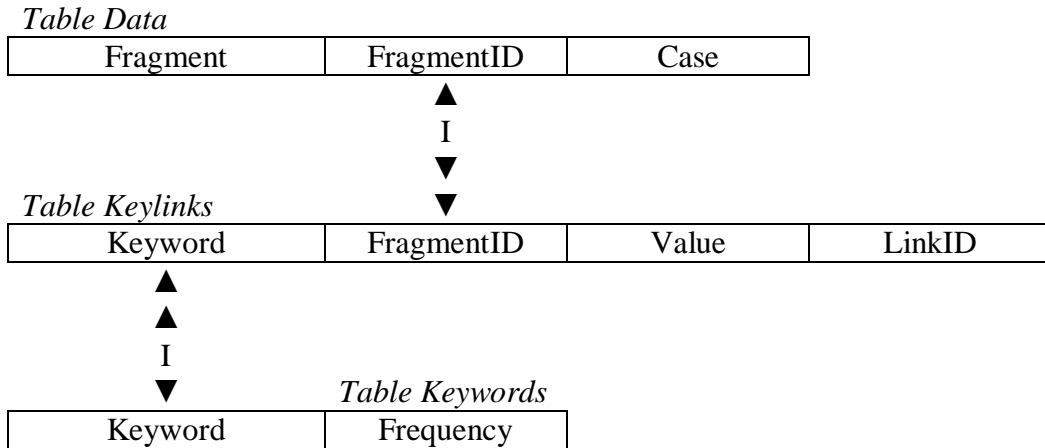 Table Data
Fragment FragmentID Case
▲
I
▼
▼
Table Keylinks
Keyword FragmentID Value LinkID
▲
▲
I
▼
Table Keywords
Keyword Frequency